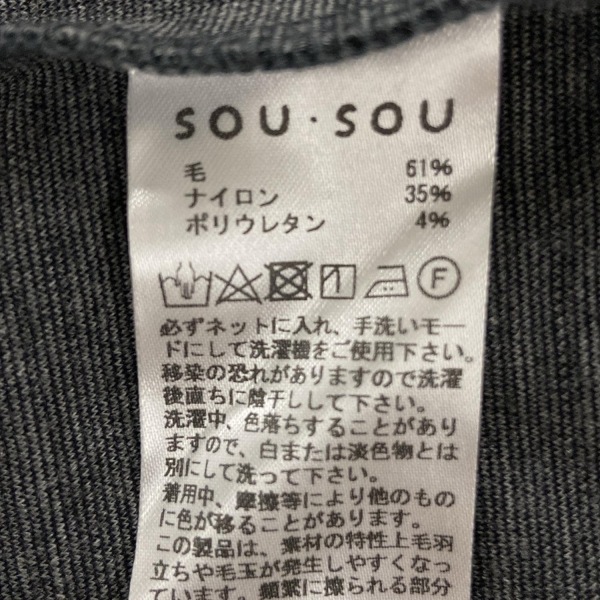 SOU・SOU
毛 61%
ナイロン 35%
ポリウレタン 4%
F
必ずネットに入れ、手洗いモー
ドにして洗濯機をご使用下さい。
移染の恐れがありますので洗濯
後直ちに陰干しして下さい。
洗濯中、色落ちすることがあり
ますので、白または淡色物とは
別にして洗って下さい。
着用中、摩擦等により他のもの
に色が移ることがあります。
この製品は、素材の特性上毛羽
立ちや毛玉が発生しやすくなっ
ています。頻繁に擦られる部分